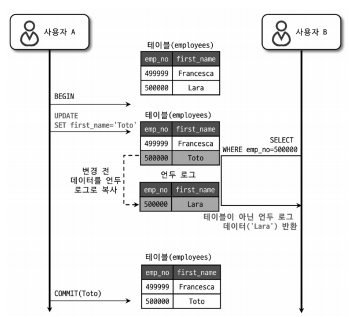 사용자 A
사용자 B
테이블(employees)
emp_no first_name
499999 Francesca
500000 Lara
BEGIN
UPDATE
SET first_name='Toto'
테이블(employees)
emp_no first_name
499999 Francesca
500000 Toto
SELECT
WHERE emp_no=500000
변경 전
데이터를 언두
로그로 복사
언두 로그
emp_no first_name
500000 Lara
테이블이 아닌 언두 로그
데이터('Lara') 반환
테이블(employees)
emp_no first_name
499999 Francesca
500000 Toto
COMMIT(Toto)